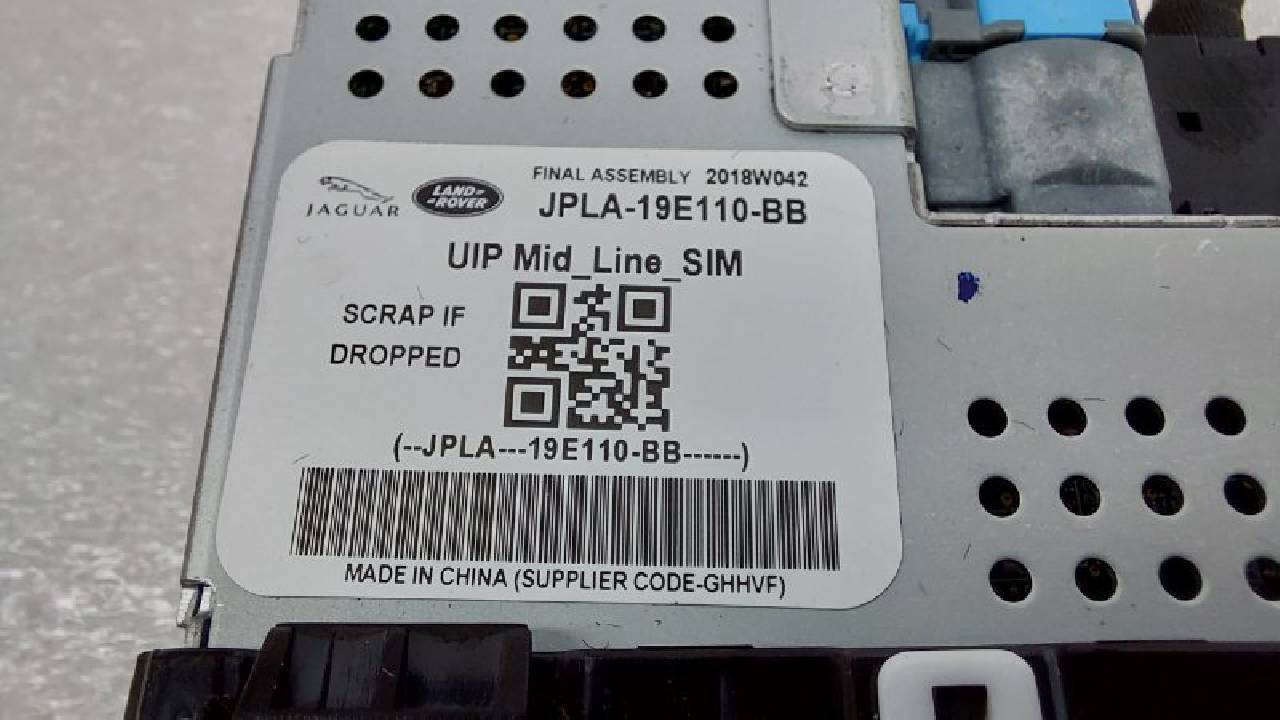 JAGUAR
LAND-
-ROVER
FINAL ASSEMBLY 2018W042
JPLA-19E110-BB
UIP Mid_Line_SIM
SCRAP IF
DROPPED
(--JPLA---19E110-BB------)
MADE IN CHINA (SUPPLIER CODE-GHHVF)